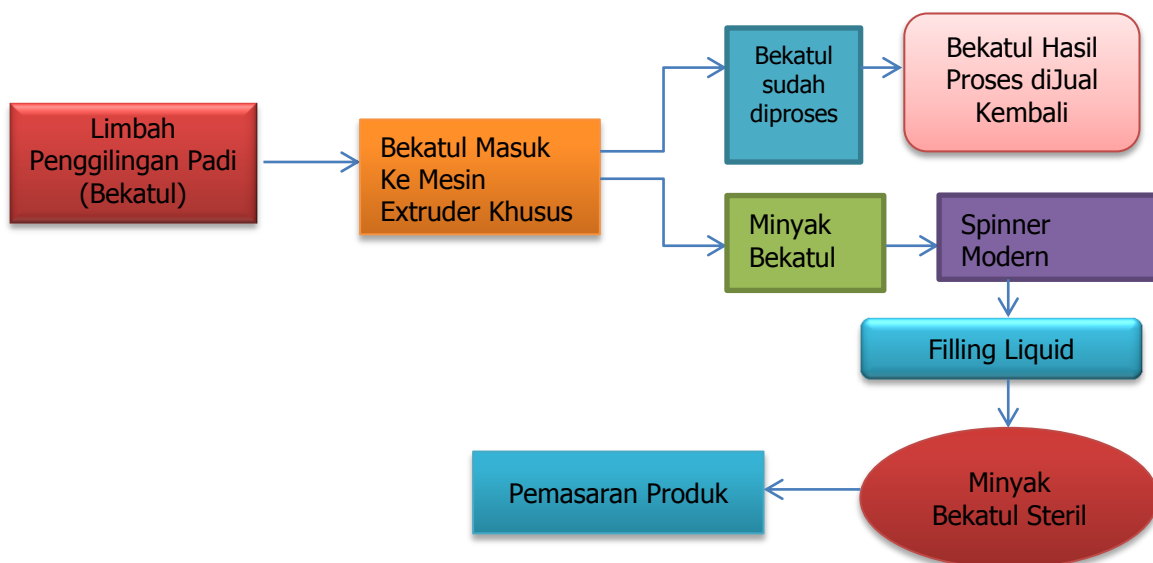 Limbah
Penggilingan Padi
(Bekatul)
Bekatul Masuk
Ke Mesin
Extruder Khusus
Bekatul
sudah
diproses
Bekatul Hasil
Proses diJual
Kembali
Minyak
Bekatul
Spinner
Modern
Filling Liquid
Minyak
Bekatul Steril
Pemasaran Produk